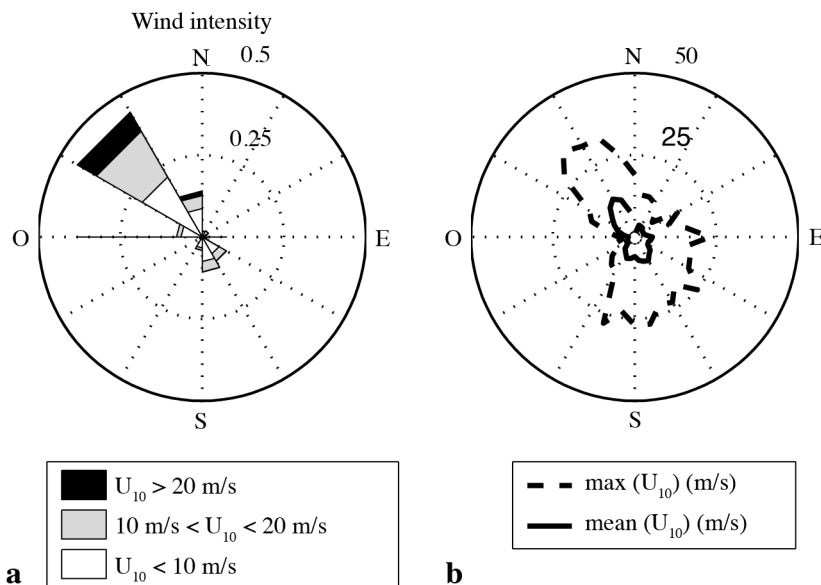 Wind intensity
N
0.5
0.25
O
E
S
N
50
25
O
E
S
U10 > 20 m/s
10 m/s < U10 < 20 m/s
U10 < 10 m/s
a
max (U10) (m/s)
mean (U10) (m/s)
b